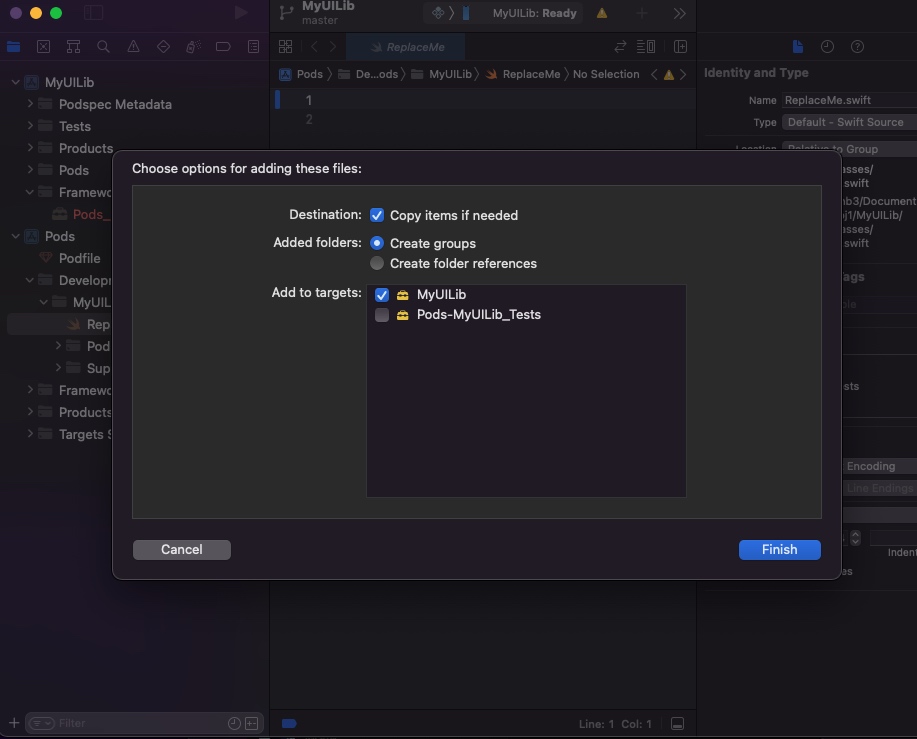 MyUILib
master
MyUILib: Ready
ReplaceMe
Pods
De...ods
MyUILib
ReplaceMe
No Selection
1
2
MyUILib
Podspec Metadata
Tests
Products
Pods
Framew
Pods_
Pods
Podfile
Develop
MyUIL
Rep
Pod
Sup
Framewo
Products
Targets S
Filter
Choose options for adding these files:
Destination:
Copy items if needed
Added folders:
Create groups
Create folder references
Add to targets:
MyUILib
Pods-MyUILib_Tests
Cancel
Finish
Identity and Type
Name
ReplaceMe.swift
Type
Default - Swift Source
Location
Relative to Group
asses/
swift
b3/Document
bj1/MyUILib/
asses/
swift
ags
sts
Encoding
Line Endings
Indent
es
Line: 1 Col: 1